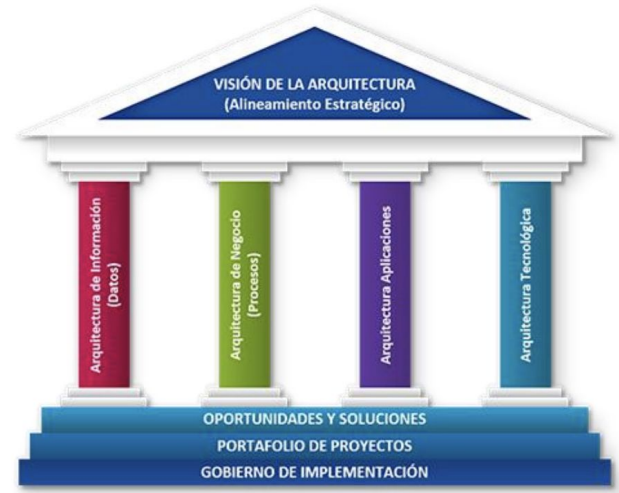 VISIÓN DE LA ARQUITECTURA
(Alineamiento Estratégico)
Arquitectura de Información
(Datos)
Arquitectura de Negocio
(Procesos)
Arquitectura Aplicaciones
Arquitectura Tecnológica
OPORTUNIDADES Y SOLUCIONES
PORTAFOLIO DE PROYECTOS
GOBIERNO DE IMPLEMENTACIÓN